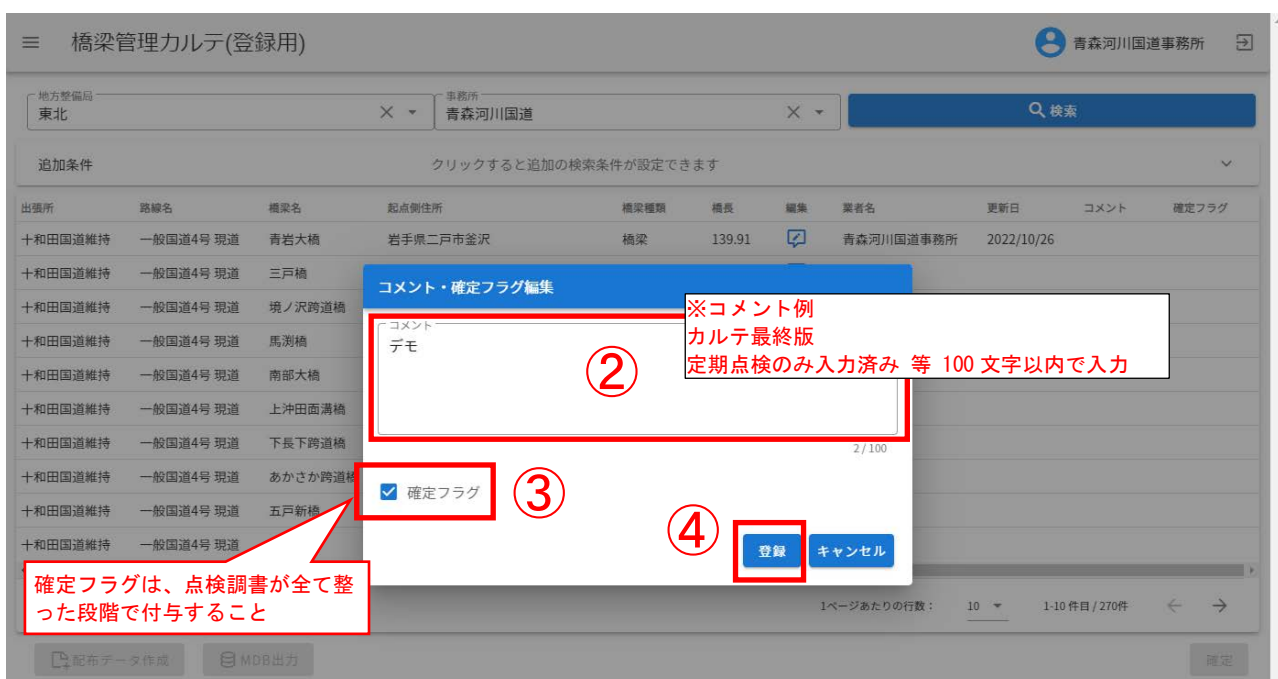 橋梁管理カルテ(登録用)
青森河川国道事務所
地方整備局
東北
事務所
青森河川国道
検索
追加条件
クリックすると追加の検索条件が設定できます
出張所 路線名 橋梁名 起点側住所 橋梁種類 橋長 編集 業者名 更新日 コメント 確定フラグ
十和田国道維持 一般国道4号 現道 青岩大橋 岩手県二戸市釜沢 橋梁 139.91 青森河川国道事務所 2022/10/26
十和田国道維持 一般国道4号 現道 三戸橋
十和田国道維持 一般国道4号 現道 境ノ沢跨道橋
十和田国道維持 一般国道4号 現道 馬渕橋
十和田国道維持 一般国道4号 現道 南部大橋
十和田国道維持 一般国道4号 現道 上沖田面溝橋
十和田国道維持 一般国道4号 現道 下長下跨道橋
十和田国道維持 一般国道4号 現道 あかさか跨道橋
十和田国道維持 一般国道4号 現道 五戸新橋
十和田国道維持 一般国道4号 現道
コメント・確定フラグ編集
コメント
デモ
②
※コメント例
カルテ最終版
定期点検のみ入力済み 等 100 文字以内で入力
2 / 100
確定フラグ
③
④
登録
キャンセル
確定フラグは、点検調書が全て整
った段階で付与すること
1ページあたりの行数： 10 1-10 件目 / 270件
配布データ作成
MDB出力
確定